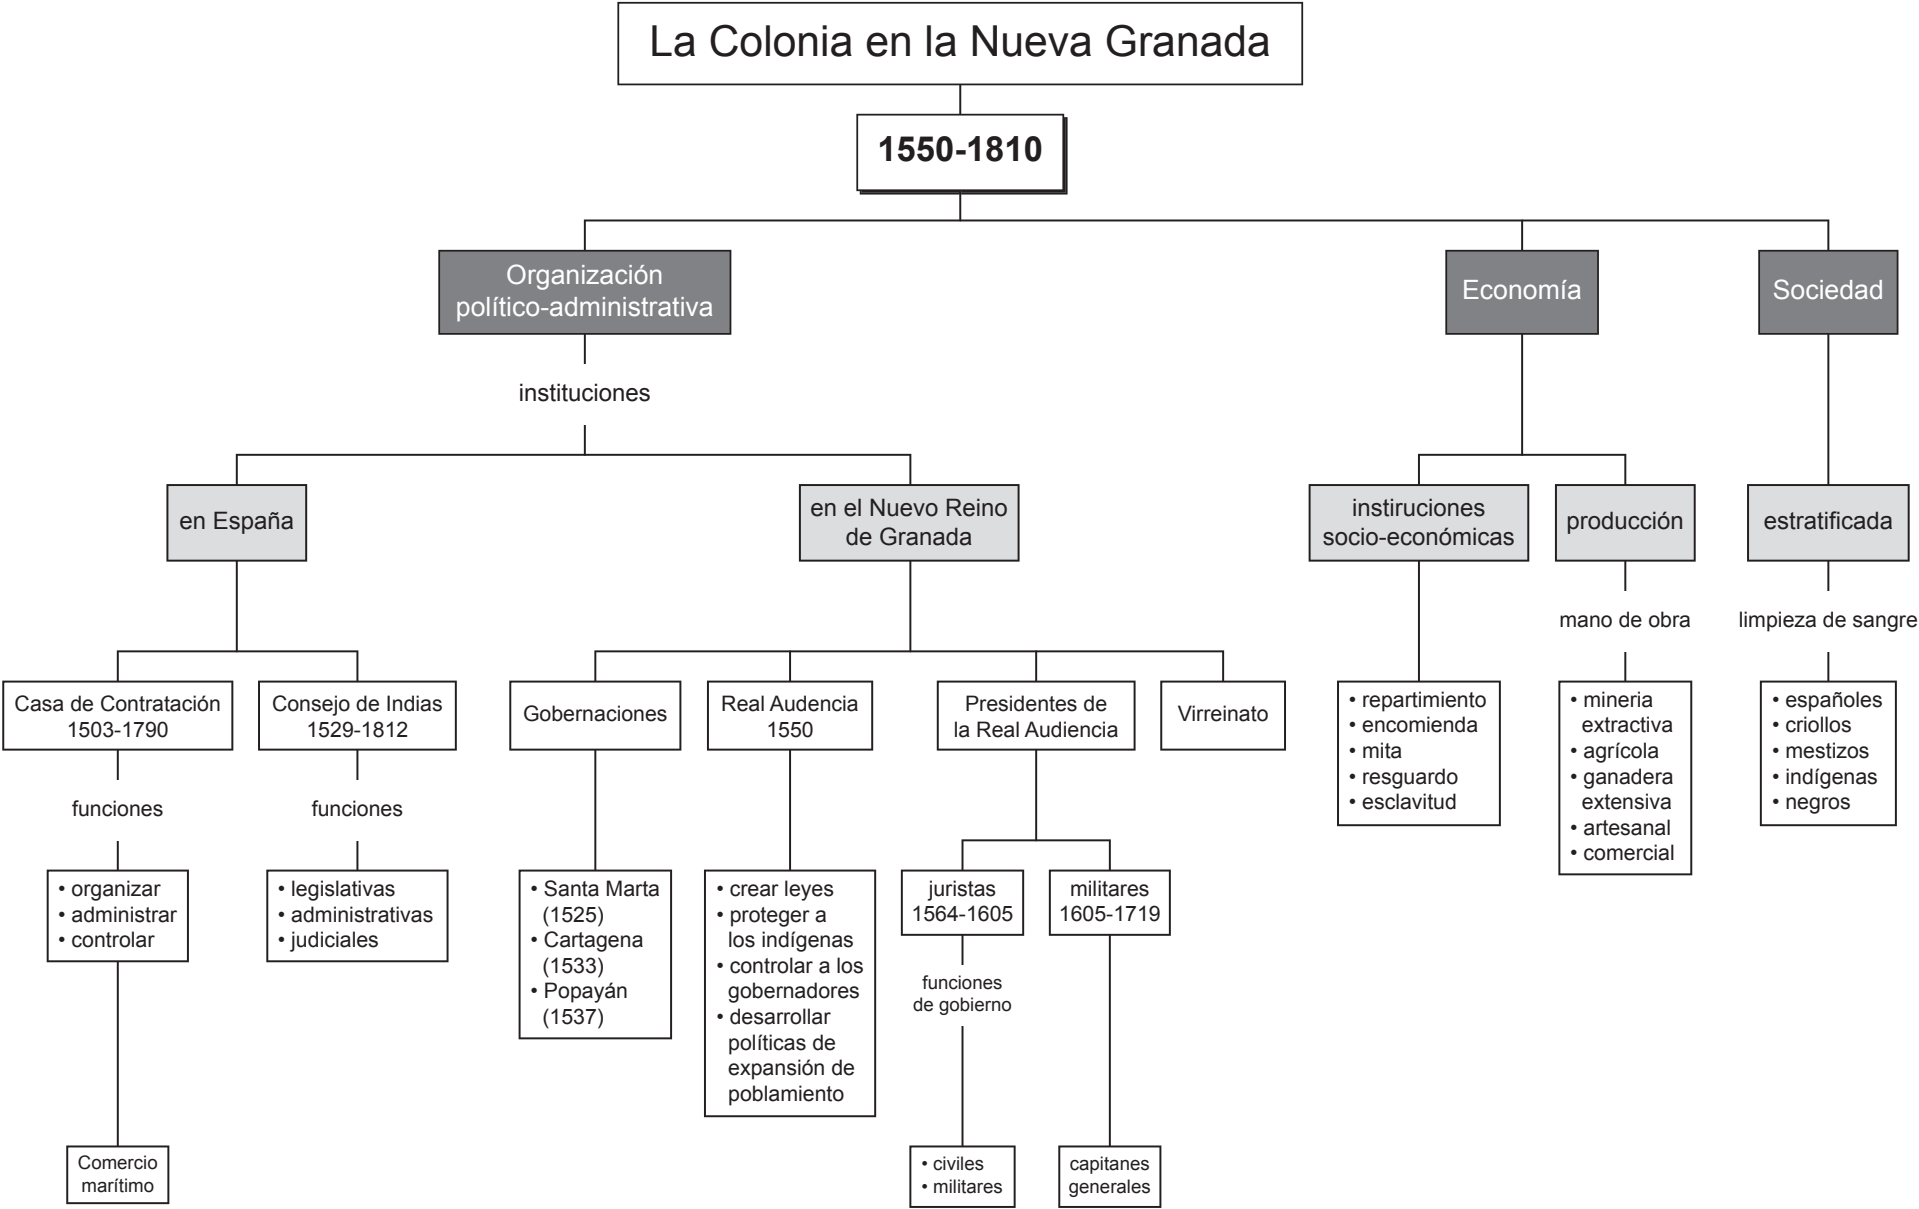 La Colonia en la Nueva Granada
1550-1810
Organización
político-administrativa
Economía
Sociedad
instituciones
en España
en el Nuevo Reino
de Granada
instiruciones
socio-económicas
producción
estratificada
mano de obra
limpieza de sangre
Casa de Contratación
1503-1790
Consejo de Indias
1529-1812
Gobernaciones
Real Audencia
1550
Presidentes de
la Real Audiencia
Virreinato
• repartimiento
• encomienda
• mita
• resguardo
• esclavitud
• mineria
extractiva
• agrícola
• ganadera
extensiva
• artesanal
• comercial
• españoles
• criollos
• mestizos
• indígenas
• negros
funciones
funciones
• organizar
• administrar
• controlar
• legislativas
• administrativas
• judiciales
• Santa Marta
(1525)
• Cartagena
(1533)
• Popayán
(1537)
• crear leyes
• proteger a
los indígenas
• controlar a los
gobernadores
• desarrollar
políticas de
expansión de
poblamiento
juristas
1564-1605
militares
1605-1719
funciones
de gobierno
Comercio
marítimo
• civiles
• militares
capitanes
generales